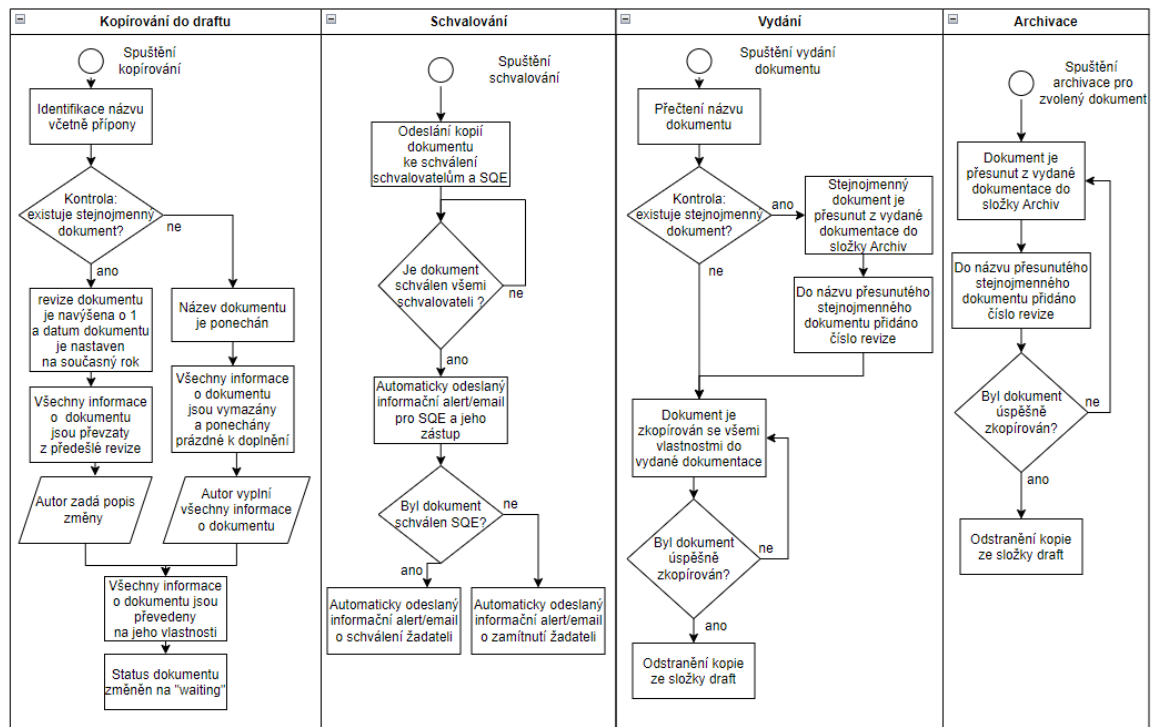 Kopírování do draftu
Spuštění
kopírování
Identifikace názvu
včetně přípony
Kontrola:
existuje stejnojmenný
dokument?
ne
ano
revize dokumentu
je navýšena o 1
a datum dokumentu
je nastaven
na současný rok
Název dokumentu
je ponechán
Všechny informace
o dokumentu
jsou převzaty
z předešlé revize
Všechny informace
o dokumentu
jsou vymazány
a ponechány
prázdné k doplnění
Autor zadá popis
změny
Autor vyplní
všechny informace
o dokumentu
Všechny informace
o dokumentu jsou
převedeny
na jeho vlastnosti
Status dokumentu
změněn na "waiting"
Schvalování
Spuštění
schvalování
Odeslání kopií
dokumentu
ke schválení
schvalovatelům a SQE
Je dokument
schválen všemi
schvalovateli ?
ne
ano
Automaticky odeslaný
informační alert/email
pro SQE a jeho
zástup
Byl dokument
schválen SQE?
ne
ano
Automaticky odeslaný
informační alert/email
o schválení žadateli
Automaticky odeslaný
informační alert/email
o zamítnutí žadateli
Vydání
Spuštění vydání
dokumentu
Přečtení názvu
dokumentu
Kontrola:
existuje stejnojmenný
dokument?
ano
ne
Stejnojmenný
dokument je
přesunut z vydané
dokumentace do
složky Archiv
Do názvu přesunutého
stejnojmenného
dokumentu přidáno
číslo revize
Dokument je
zkopírován se všemi
vlastnostmi do
vydané dokumentace
Byl dokument
úspěšně
zkopírován?
ne
ano
Odstranění kopie
ze složky draft
Archivace
Spuštění
archivace pro
zvolený dokument
Dokument je
přesunut z vydané
dokumentace do
složky Archiv
Do názvu přesunutého
stejnojmenného
dokumentu přidáno
číslo revize
Byl dokument
úspěšně
zkopírován?
ne
ano
Odstranění kopie
ze složky draft